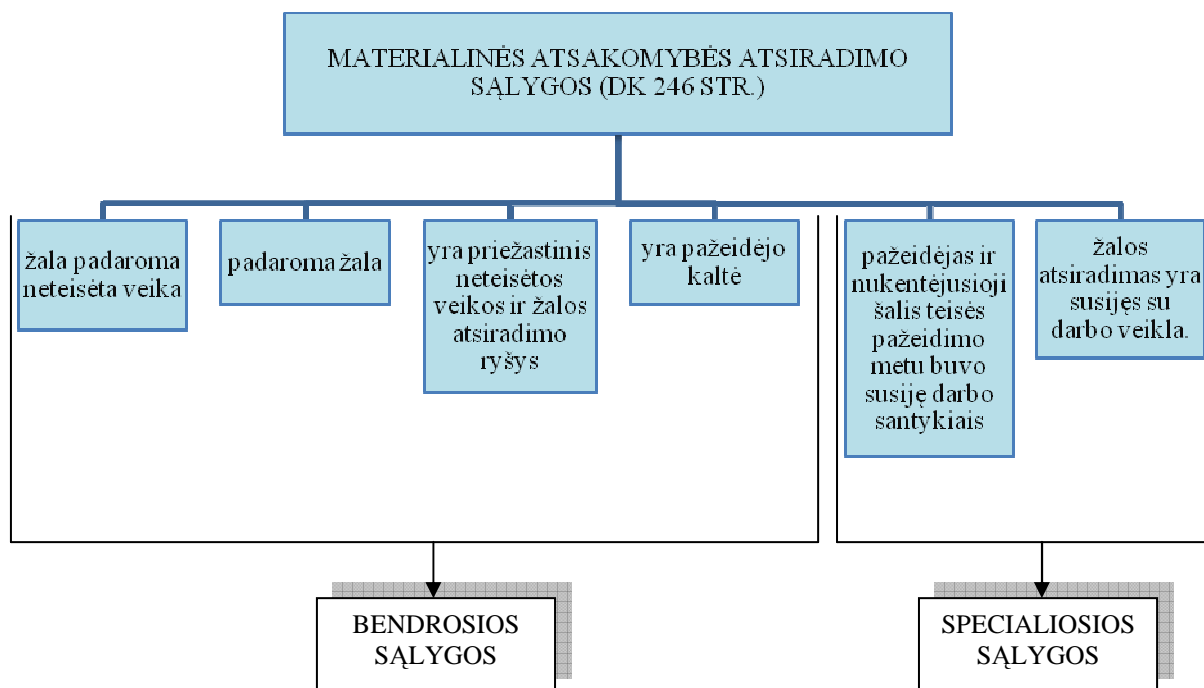 MATERIALINĖS ATSAKOMYBĖS ATSIRADIMO
SĄLYGOS (DK 246 STR.)
žala padaroma
neteisėta veika
padaroma žala
yra priežastinis
neteisėtos
veikos ir žalos
atsiradimo
ryšys
yra pažeidėjo
kaltė
pažeidėjas ir
nukentėjusioji
šalis teisės
pažeidimo
metu buvo
susiję darbo
santykiais
žalos
atsiradimas yra
susijęs su
darbo veikla.
BENDROSIOS
SĄLYGOS
SPECIALIOSIOS
SĄLYGOS